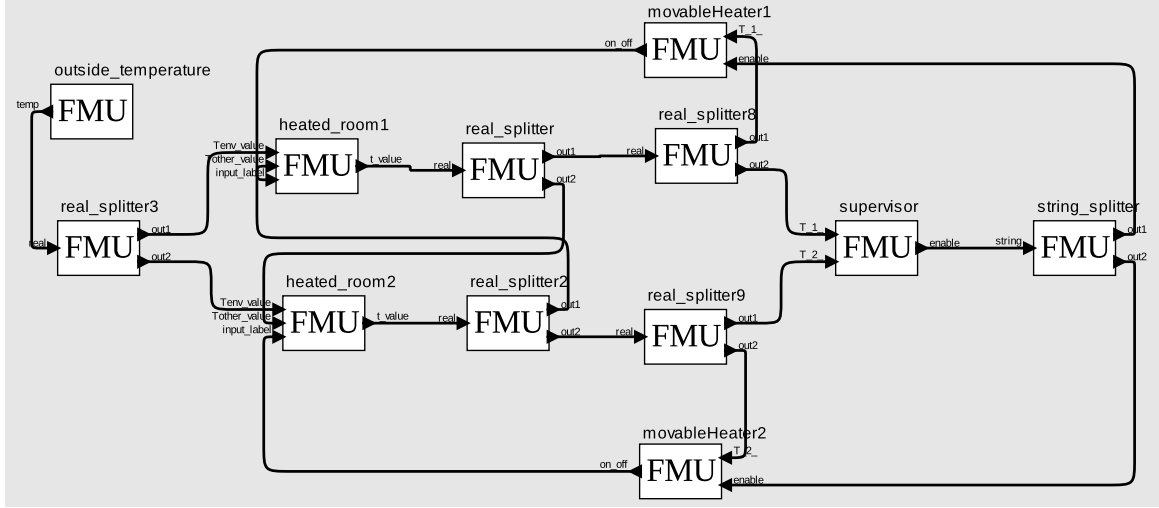 movableHeater1
T_1_
on_off
FMU
enable
outside_temperature
temp
FMU
heated_room1
Tenv_value
Tother_value
input_label
FMU
t_value
real_splitter
real
FMU
out1
out2
real_splitter8
real
FMU
out1
out2
real_splitter3
real
FMU
out1
out2
supervisor
T_1_
T_2_
FMU
enable
string_splitter
string
FMU
out1
out2
heated_room2
Tenv_value
Tother_value
input_label
FMU
t_value
real_splitter2
real
FMU
out1
out2
real_splitter9
real
FMU
out1
out2
movableHeater2
T_2_
on_off
FMU
enable